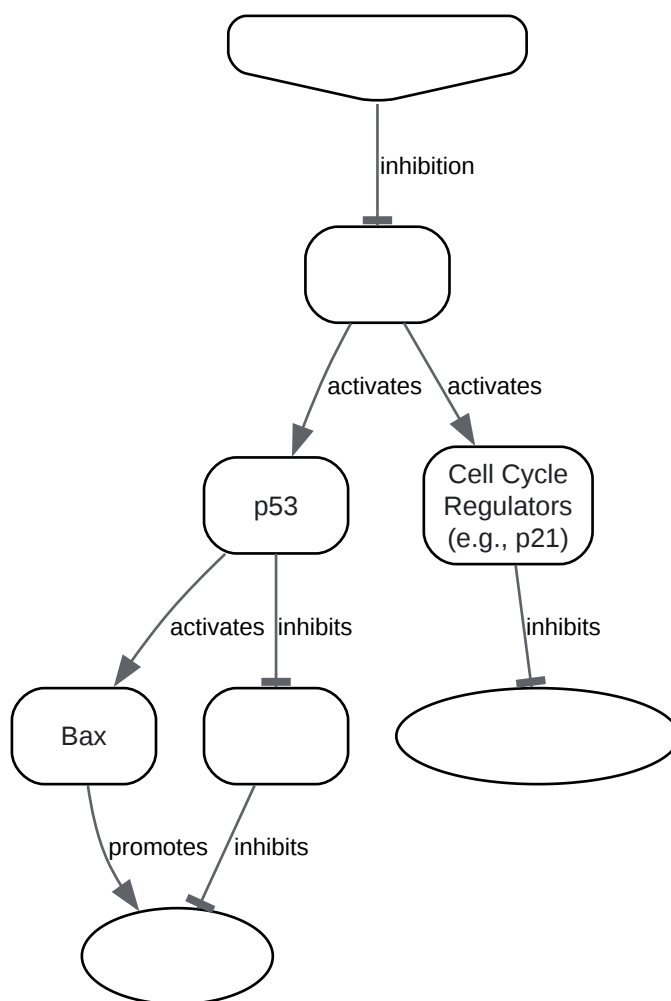 inhibition
activates
activates
p53
Cell Cycle
Regulators
(e.g., p21)
activates
inhibits
inhibits
Bax
promotes
inhibits